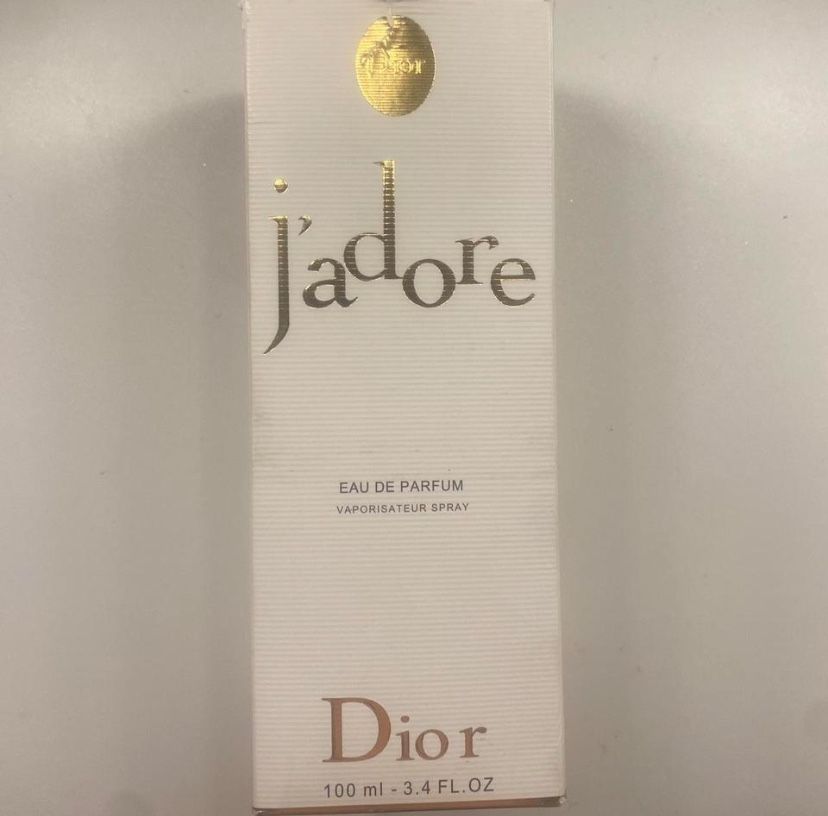 Dior
j'adore
EAU DE PARFUM
VAPORISATEUR SPRAY
Dior
100 ml - 3.4 FL.OZ